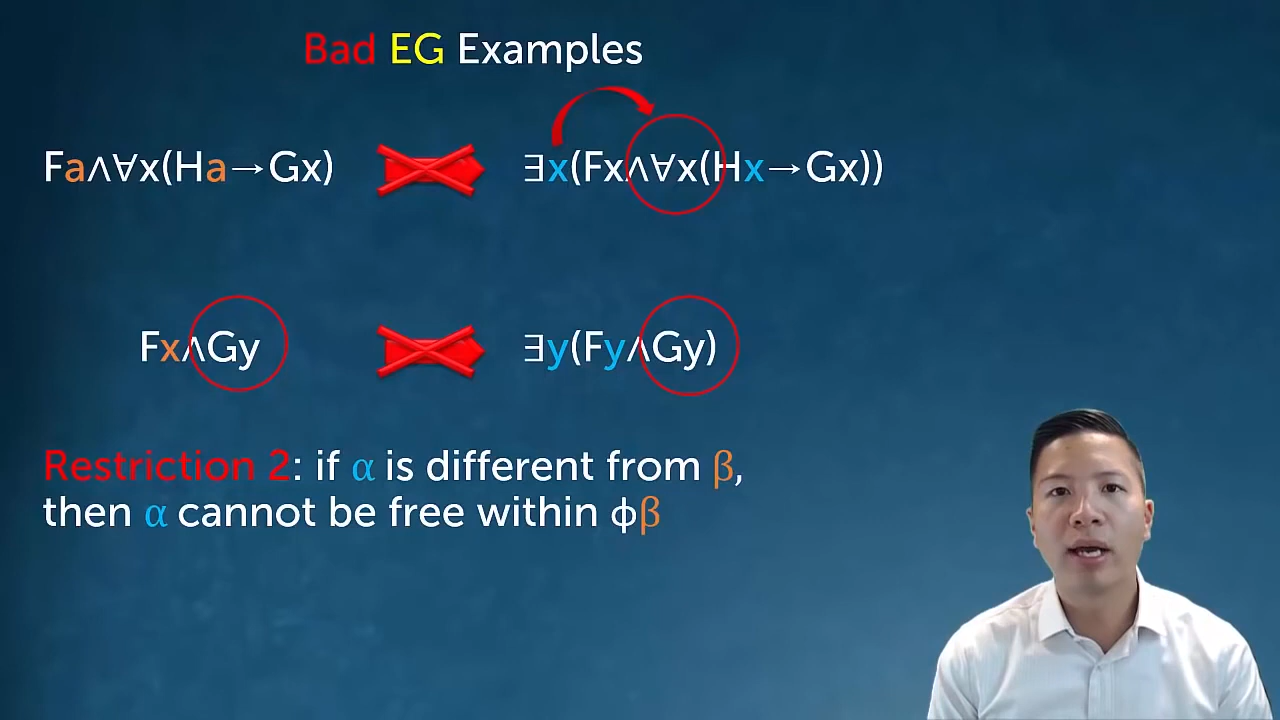 Bad EG Examples
Fa∧∀x(Ha→Gx) ∃x(Fx∧∀x(Hx→Gx))
Fx∧Gy ∃y(Fy∧Gy)
Restriction 2: if α is different from β,
then α cannot be free within ϕβ